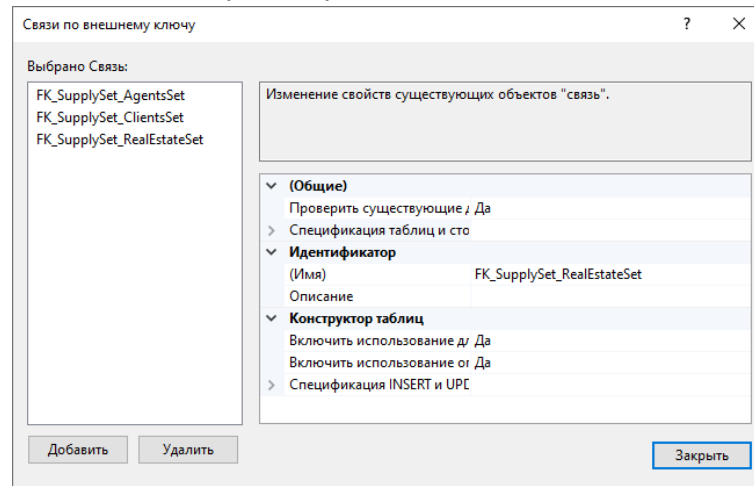 Связи по внешнему ключу
?
Выбрано Связь:
FK_SupplySet_AgentsSet
FK_SupplySet_ClientsSet
FK_SupplySet_RealEstateSet
Изменение свойств существующих объектов "связь".
(Общие)
Проверить существующие Да
Спецификация таблиц и сто
Идентификатор
(Имя) FK_SupplySet_RealEstateSet
Описание
Конструктор таблиц
Включить использование дл Да
Включить использование ог Да
Спецификация INSERT и UPD
Добавить
Удалить
Закрыть